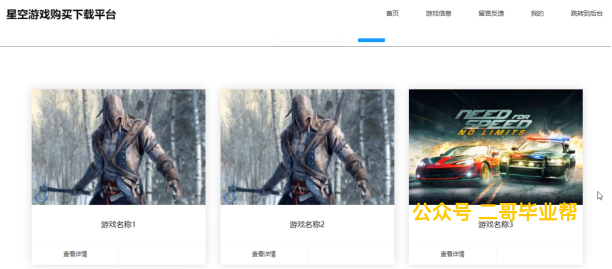 星空游戏购买下载平台
首页 游戏信息 留言反馈 我的 跳转到后台
NEED FOR SPEED
NO LIMITS
公众号 二哥毕业帮
游戏名称1 游戏名称2 游戏名称3
查看详情 查看详情 查看详情